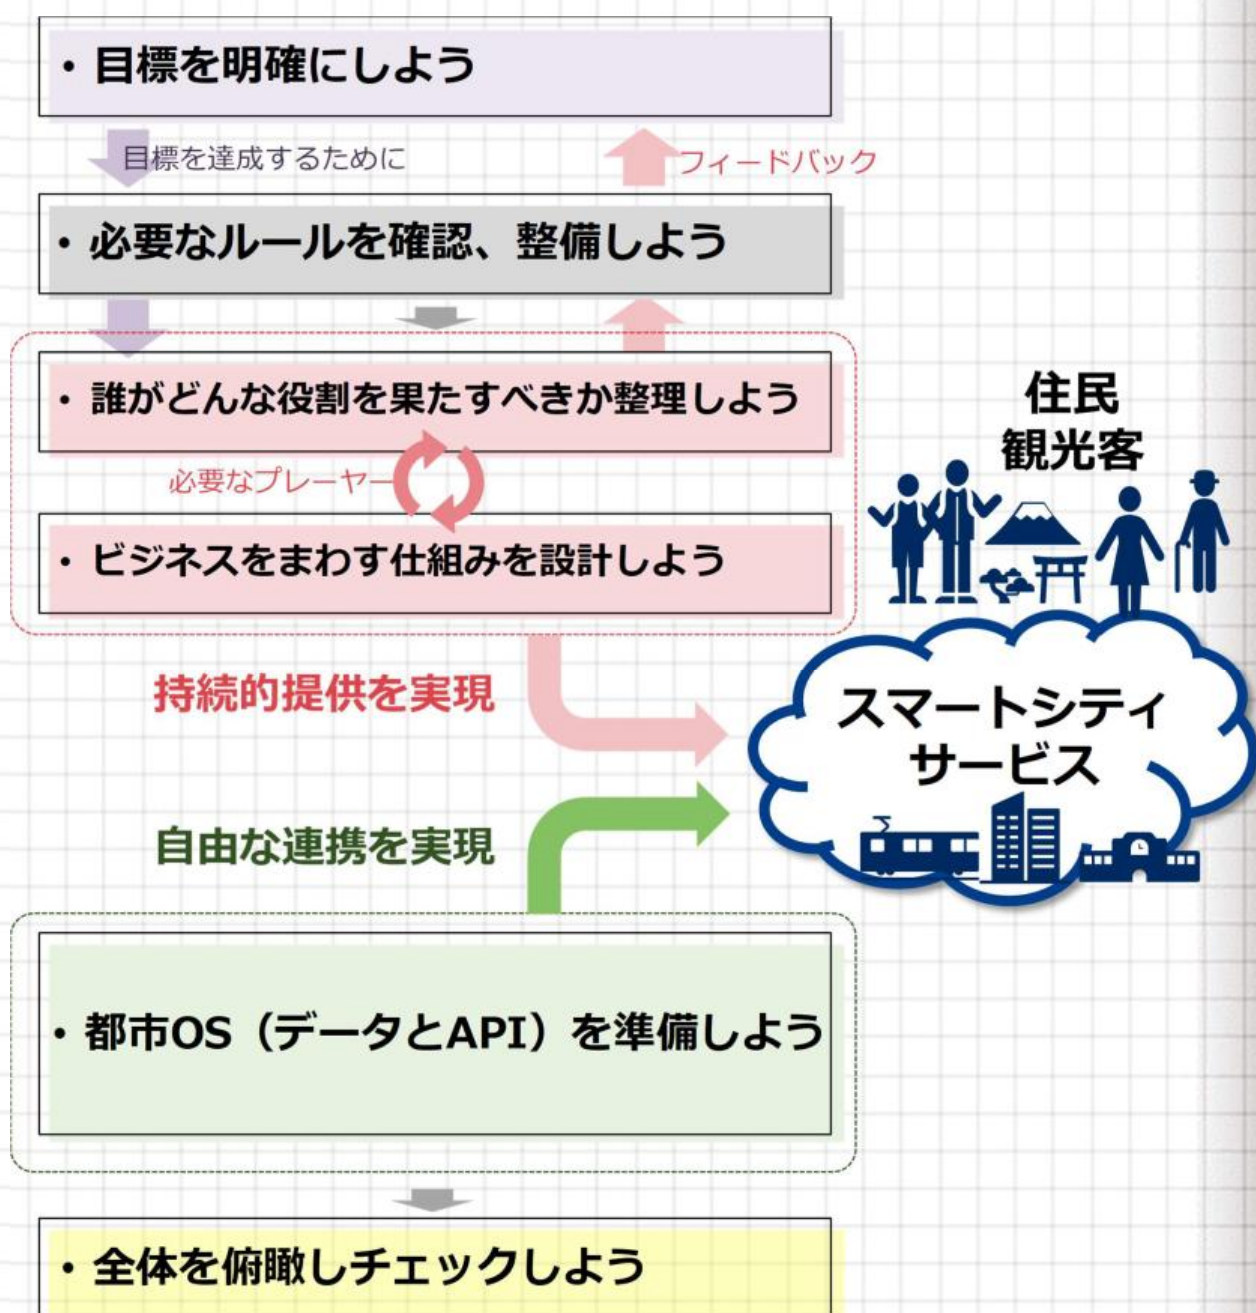 ・目標を明確にしよう
目標を達成するために
フィードバック
・必要なルールを確認、整備しよう
・誰がどんな役割を果たすべきか整理しよう
必要なプレーヤー
・ビジネスをまわす仕組みを設計しよう
住民
観光客
持続的提供を実現
スマートシティ
サービス
自由な連携を実現
・都市OS（データとAPI）を準備しよう
・全体を俯瞰しチェックしよう